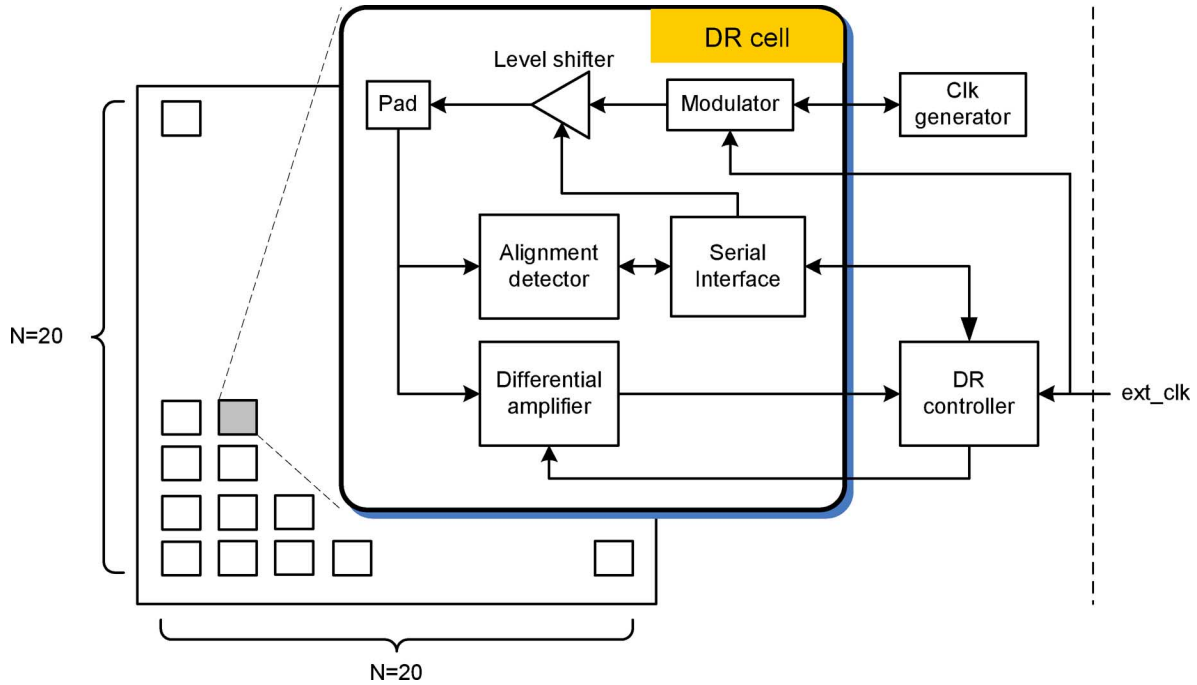 DR cell
Level shifter
Pad
Modulator
Clk
generator
Alignment
detector
Serial
Interface
N=20
Differential
amplifier
DR
controller
ext_clk
N=20